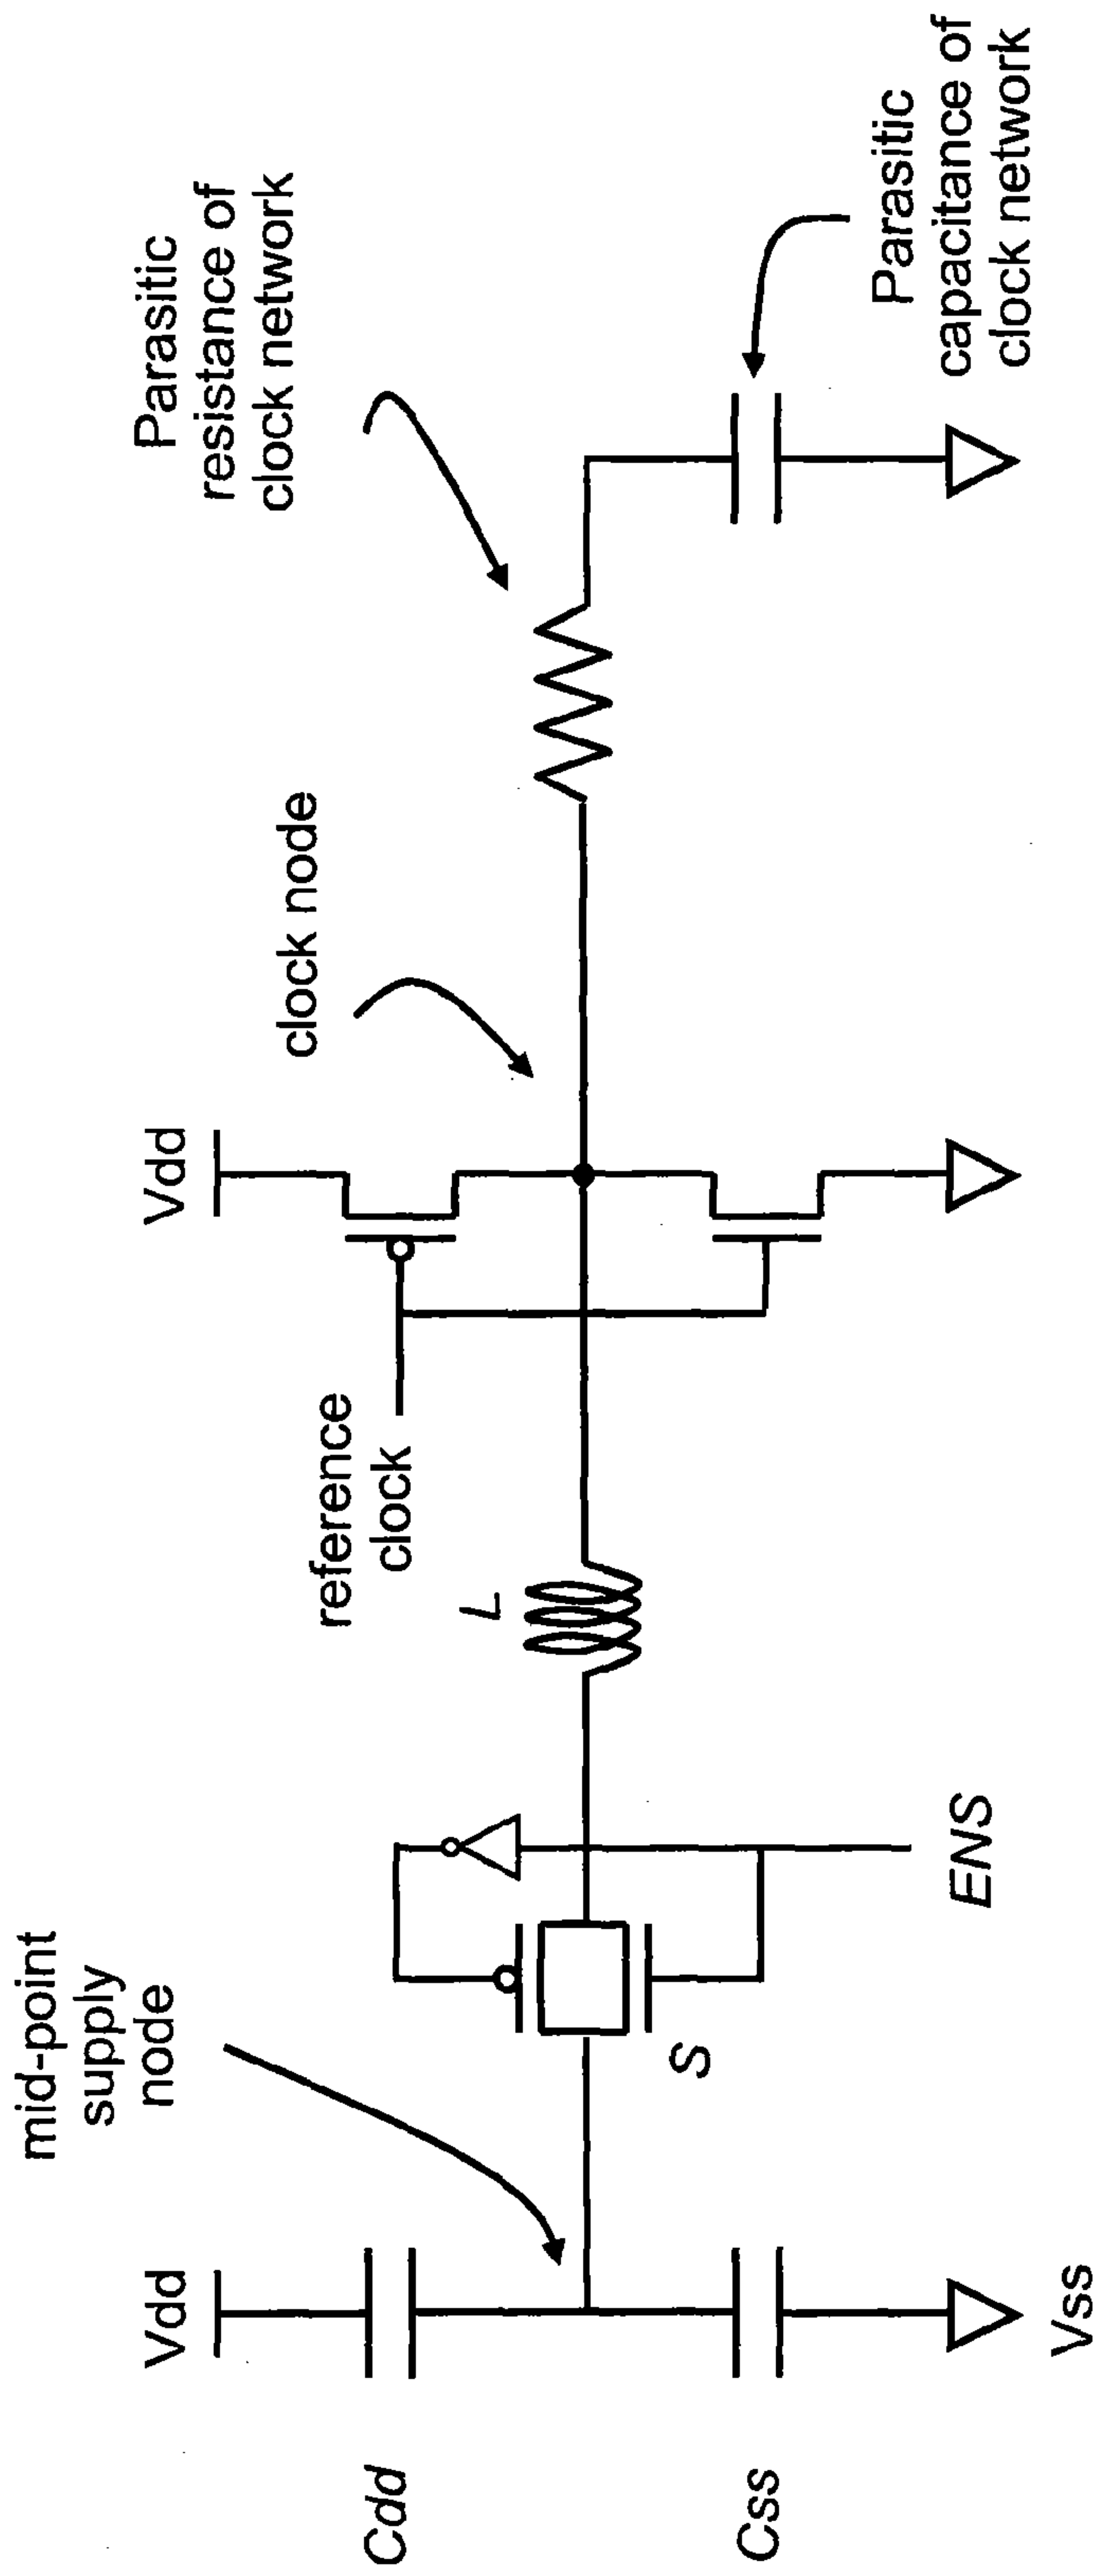 Cdd
Css
Vdd
Vss
mid-point
supply
node
S
ENS
L
reference
clock
Vdd
clock node
Parasitic
resistance of
clock network
Parasitic
capacitance of
clock network